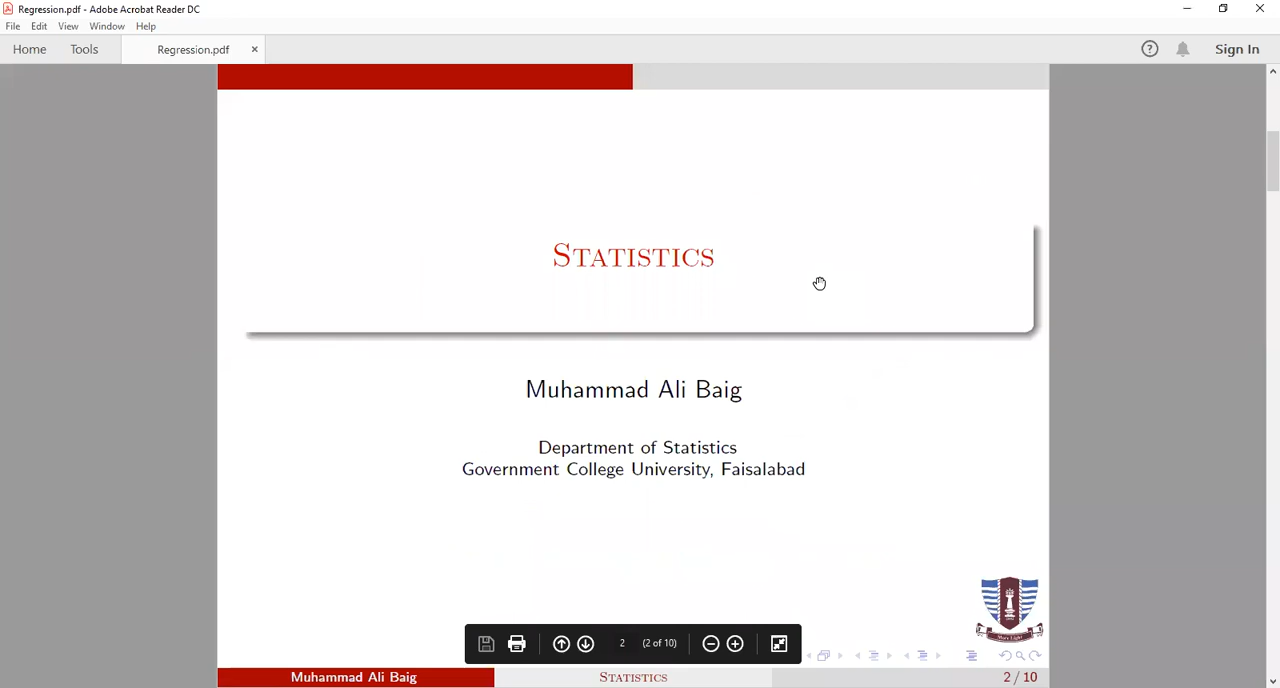 Regression.pdf - Adobe Acrobat Reader DC
File Edit View Window Help
Home Tools Regression.pdf × ? Sign In
STATISTICS
Muhammad Ali Baig
Department of Statistics
Government College University, Faisalabad
2 (2 of 10)
Muhammad Ali Baig STATISTICS 2 / 10